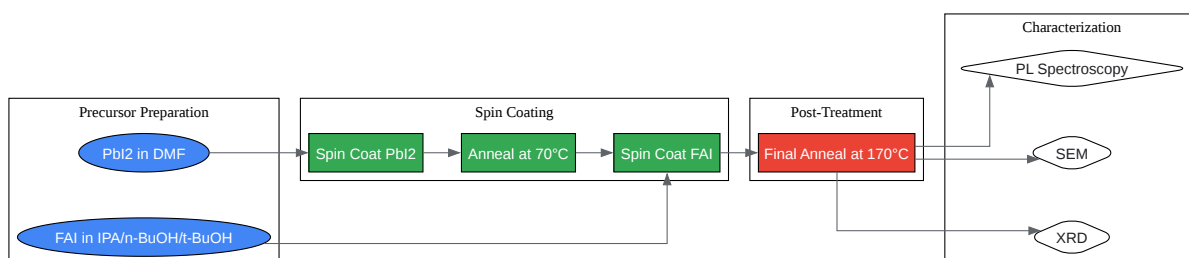 Precursor Preparation
PbI2 in DMF
FAI in IPA/n-BuOH/t-BuOH
Spin Coating
Spin Coat PbI2
Anneal at 70°C
Spin Coat FAI
Post-Treatment
Final Anneal at 170°C
Characterization
PL Spectroscopy
SEM
XRD